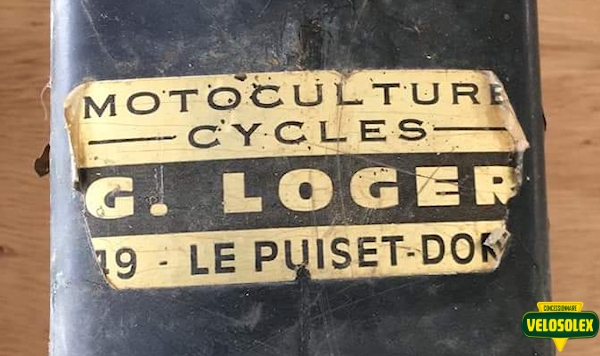 MOTOCULTURE
CYCLES
G. LOGER
49 - LE PUISET-DOR
CONCESSIONNAIRE
VELOSOLEX